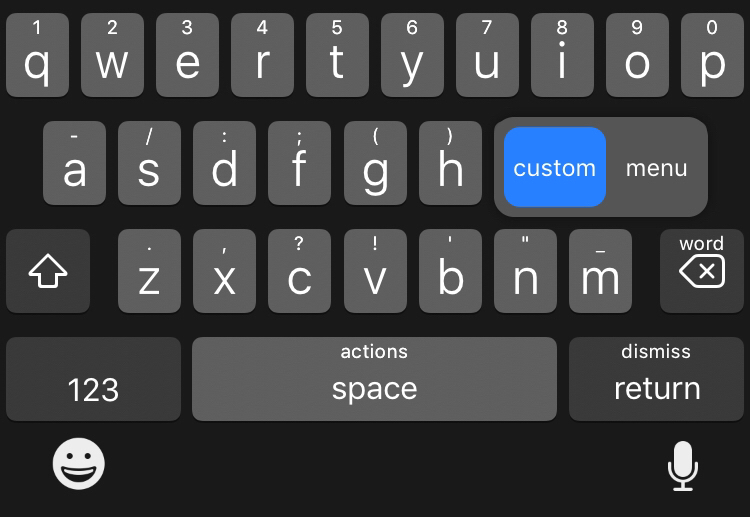 1 2 3 4 5 6 7 8 9 0
q w e r t y u i o p
- / : ; ( )
a s d f g h custom menu
. , ? ! ' " _ word
z x c v b n m
actions dismiss
123 space return